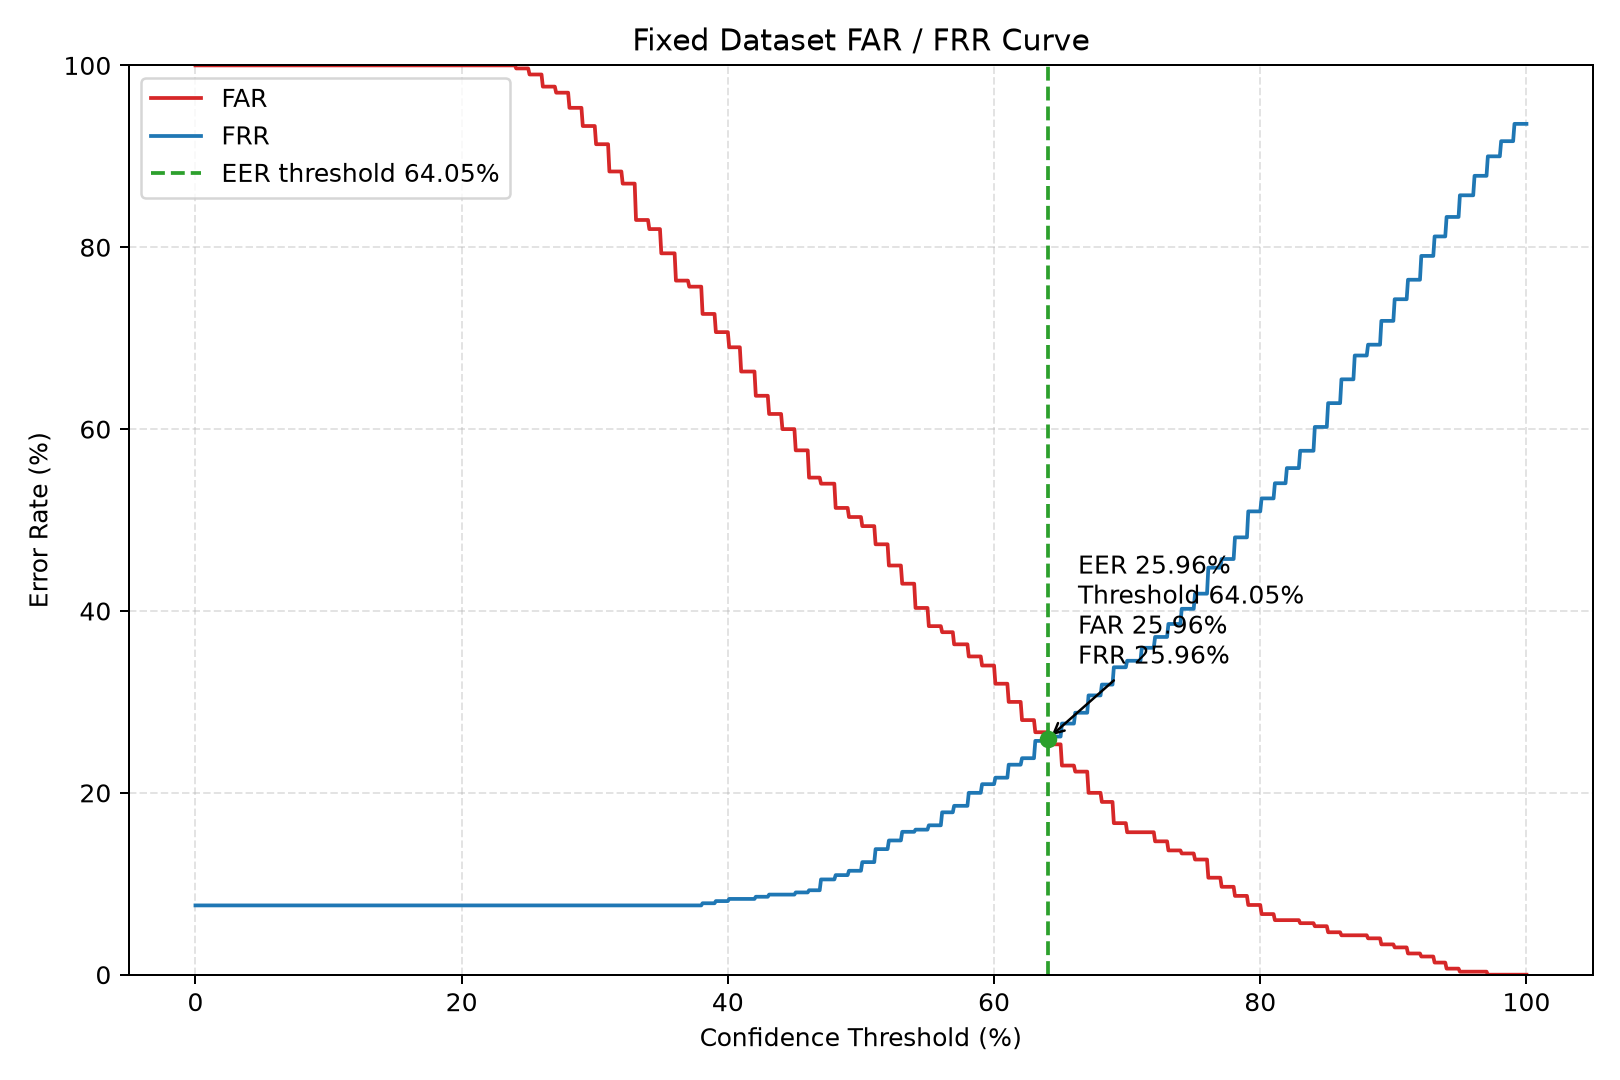 Fixed Dataset FAR / FRR Curve
100
80
60
40
20
0
Error Rate (%)
FAR
FRR
EER threshold 64.05%
EER 25.96%
Threshold 64.05%
FAR 25.96%
FRR 25.96%
0
20
40
60
80
100
Confidence Threshold (%)